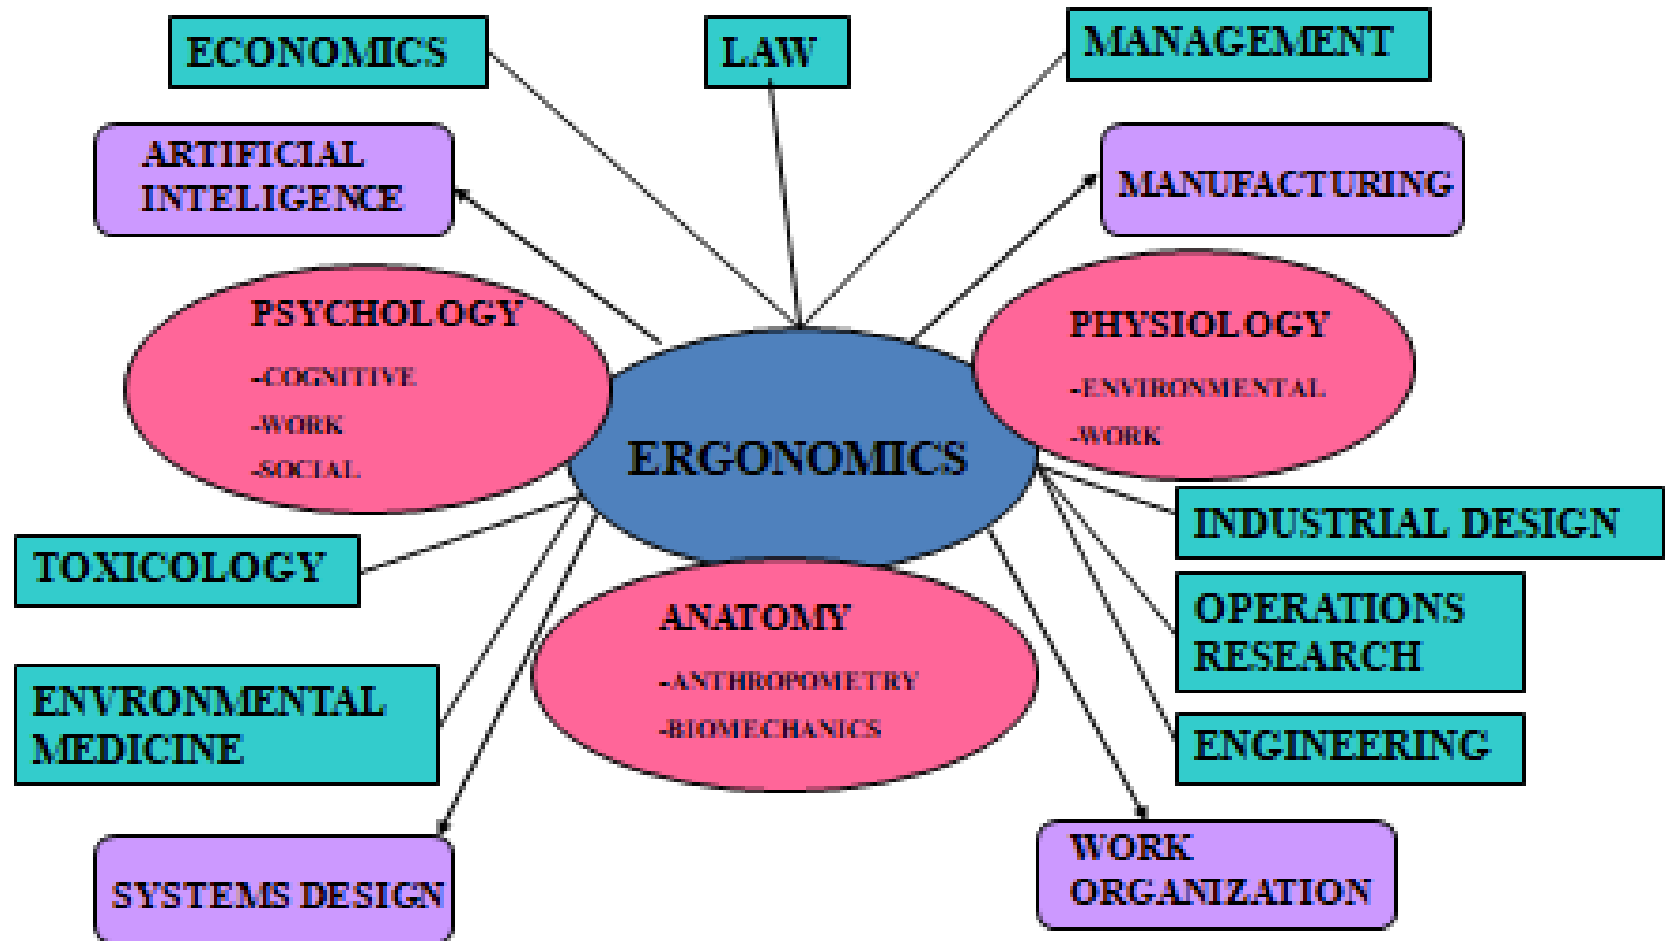 ECONOMICS
LAW
MANAGEMENT
ARTIFICIAL
INTELIGENCE
MANUFACTURING
PSYCHOLOGY
-COGNITIVE
-WORK
-SOCIAL
PHYSIOLOGY
-ENVIRONMENTAL
-WORK
ERGONOMICS
TOXICOLOGY
INDUSTRIAL DESIGN
ANATOMY
-ANTHROPOMETRY
-BIOMECHANICS
OPERATIONS
RESEARCH
ENVRONMENTAL
MEDICINE
ENGINEERING
SYSTEMS DESIGN
WORK
ORGANIZATION